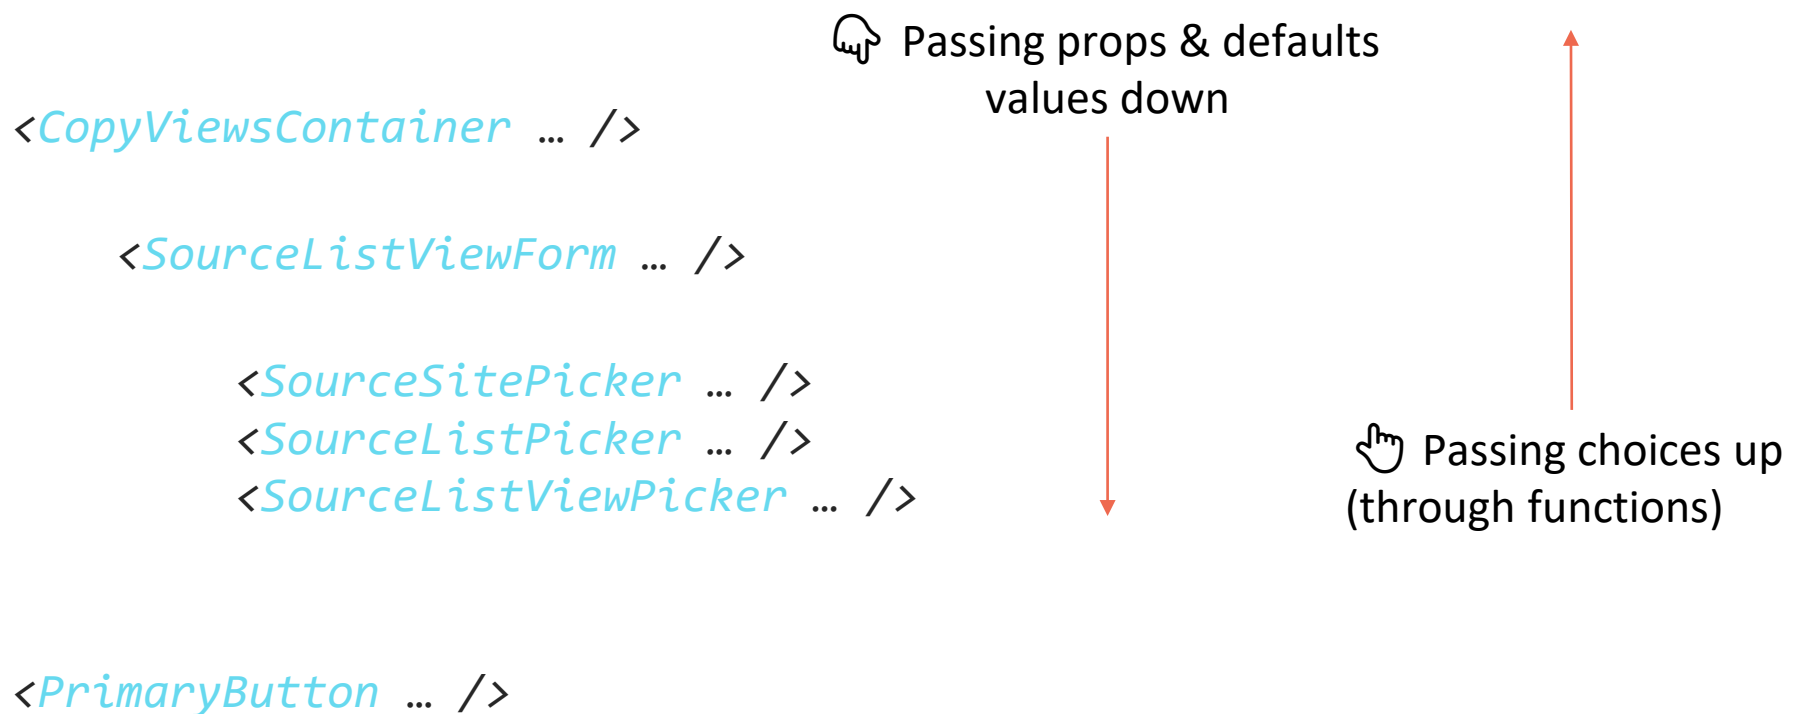 Passing props & defaults
values down
<CopyViewsContainer … />
<SourceListViewForm … />
<SourceSitePicker … />
<SourceListPicker … />
<SourceListViewPicker … />
Passing choices up
(through functions)
<PrimaryButton … />